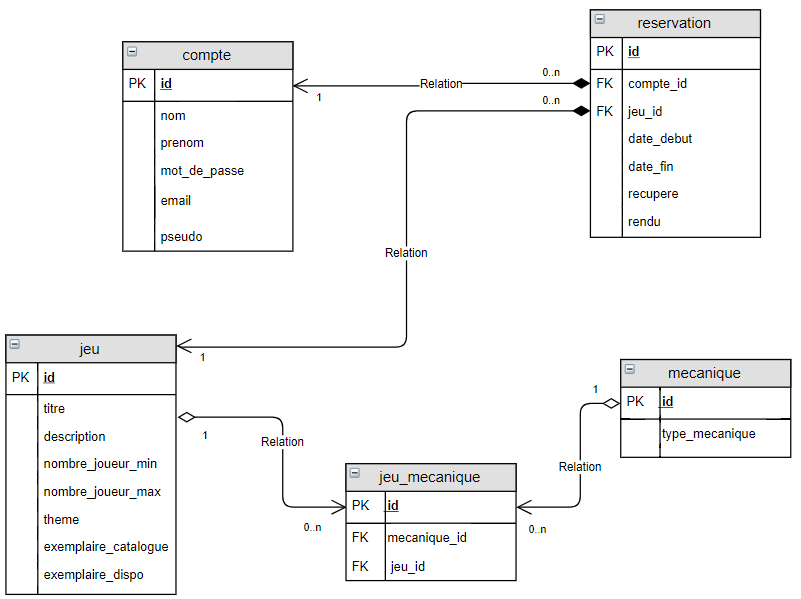 reservation
PK id
FK compte_id
FK jeu_id
date_debut
date_fin
recupere
rendu
compte
PK id
nom
prenom
mot_de_passe
email
pseudo
0..n
Relation
1
0..n
Relation
1
jeu
PK id
titre
description
nombre_joueur_min
nombre_joueur_max
theme
exemplaire_catalogue
exemplaire_dispo
1
Relation
0..n
jeu_mecanique
PK id
FK mecanique_id
FK jeu_id
mecanique
PK id
type_mecanique
1
Relation
0..n